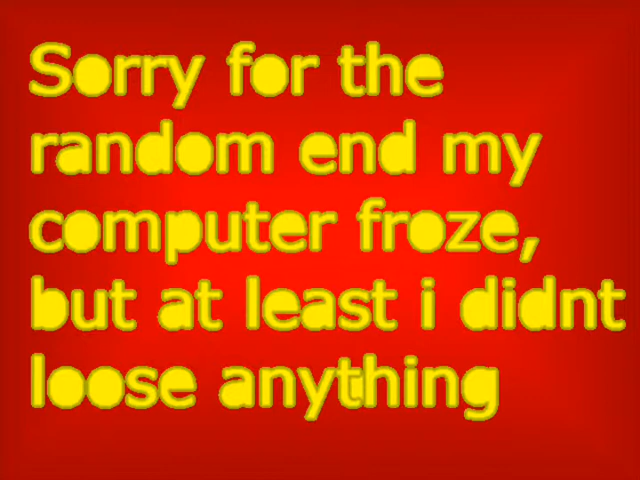 Sorry for the
random end my
computer froze,
but at least i didnt
loose anything